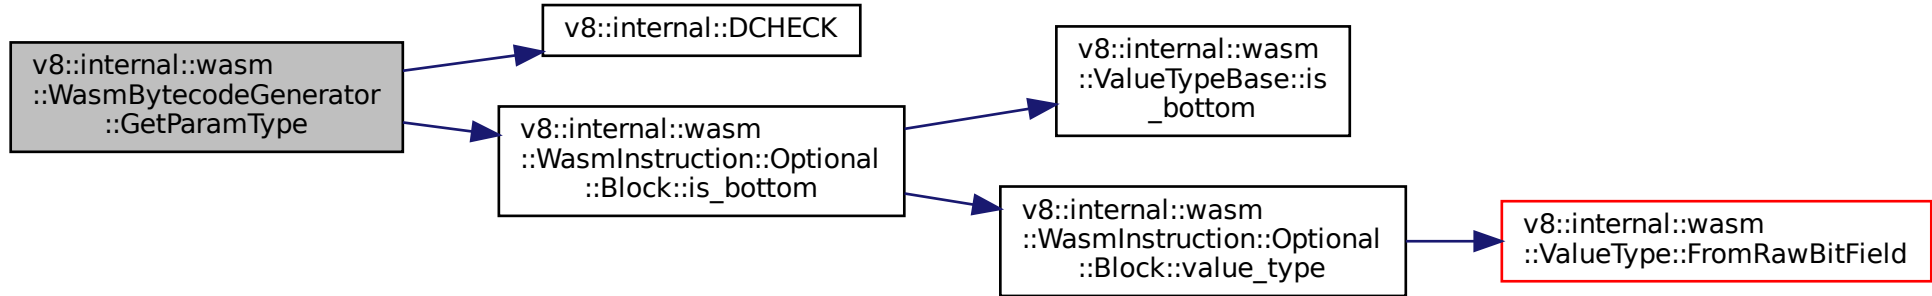 v8::internal::wasm
::WasmBytecodeGenerator
::GetParamType
v8::internal::DCHECK
v8::internal::wasm
::WasmInstruction::Optional
::Block::is_bottom
v8::internal::wasm
::ValueTypeBase::is
_bottom
v8::internal::wasm
::WasmInstruction::Optional
::Block::value_type
v8::internal::wasm
::ValueType::FromRawBitField